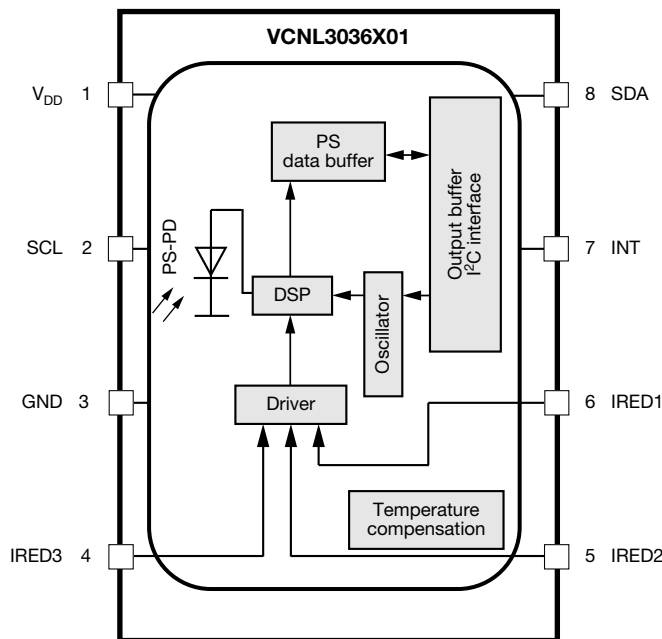 VCNL3036X01
V_DD 1
8 SDA
PS
data buffer
Output buffer
I²C interface
SCL 2
PS-PD
7 INT
DSP
Oscillator
GND 3
Driver
6 IRED1
Temperature
compensation
IRED3 4
5 IRED2